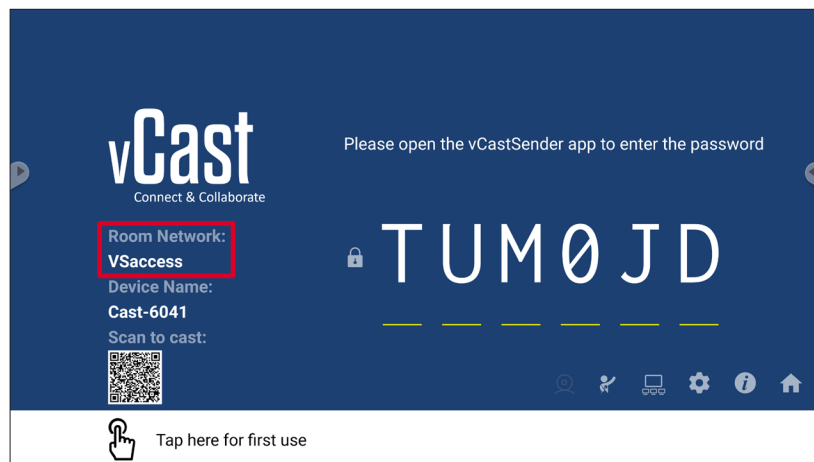 vCast
Connect & Collaborate
Please open the vCastSender app to enter the password
Room Network:
VSaccess
Device Name:
Cast-6041
Scan to cast:
TUM0JD
Tap here for first use